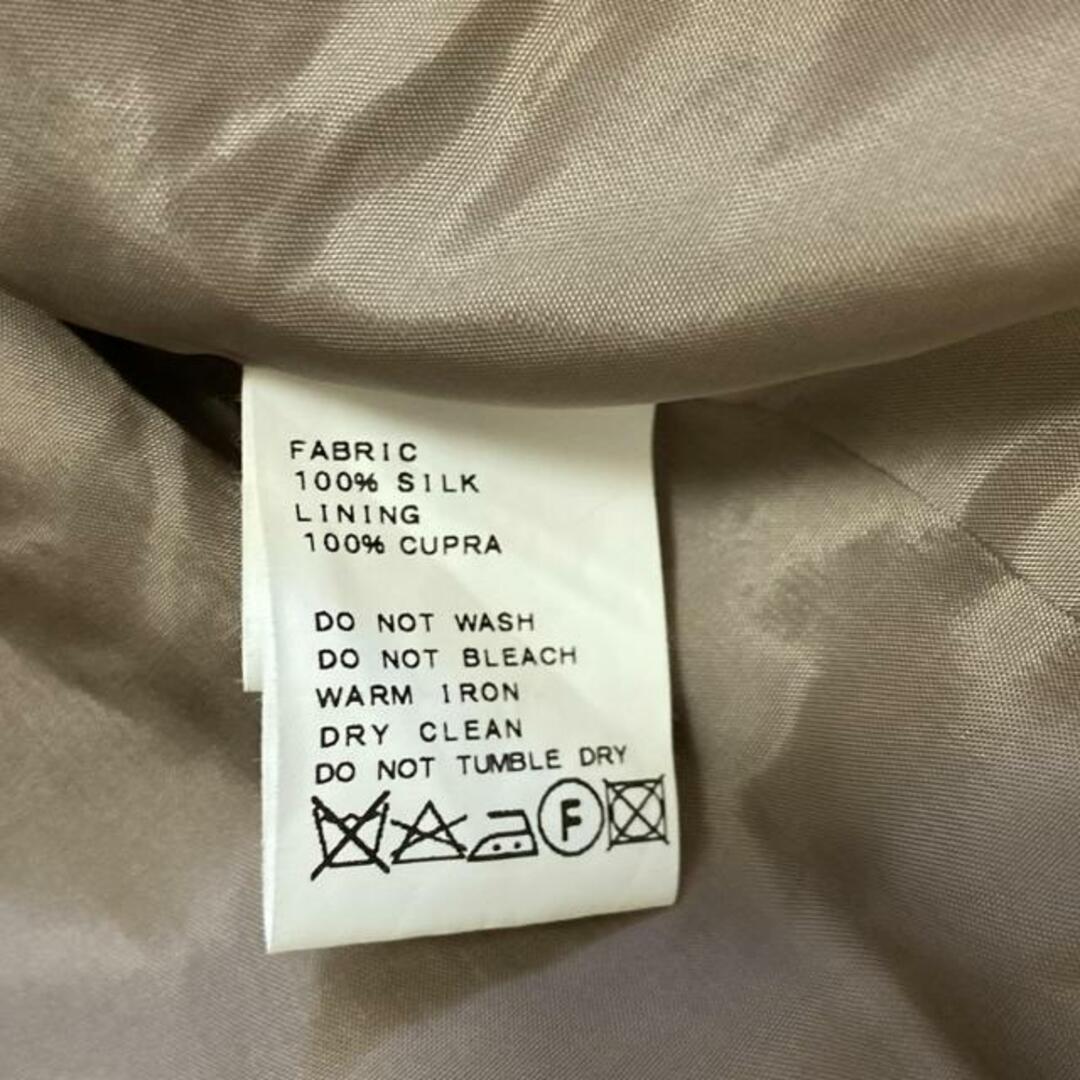 FABRIC
100% SILK
LINING
100% CUPRA
DO NOT WASH
DO NOT BLEACH
WARM IRON
DRY CLEAN
DO NOT TUMBLE DRY
F